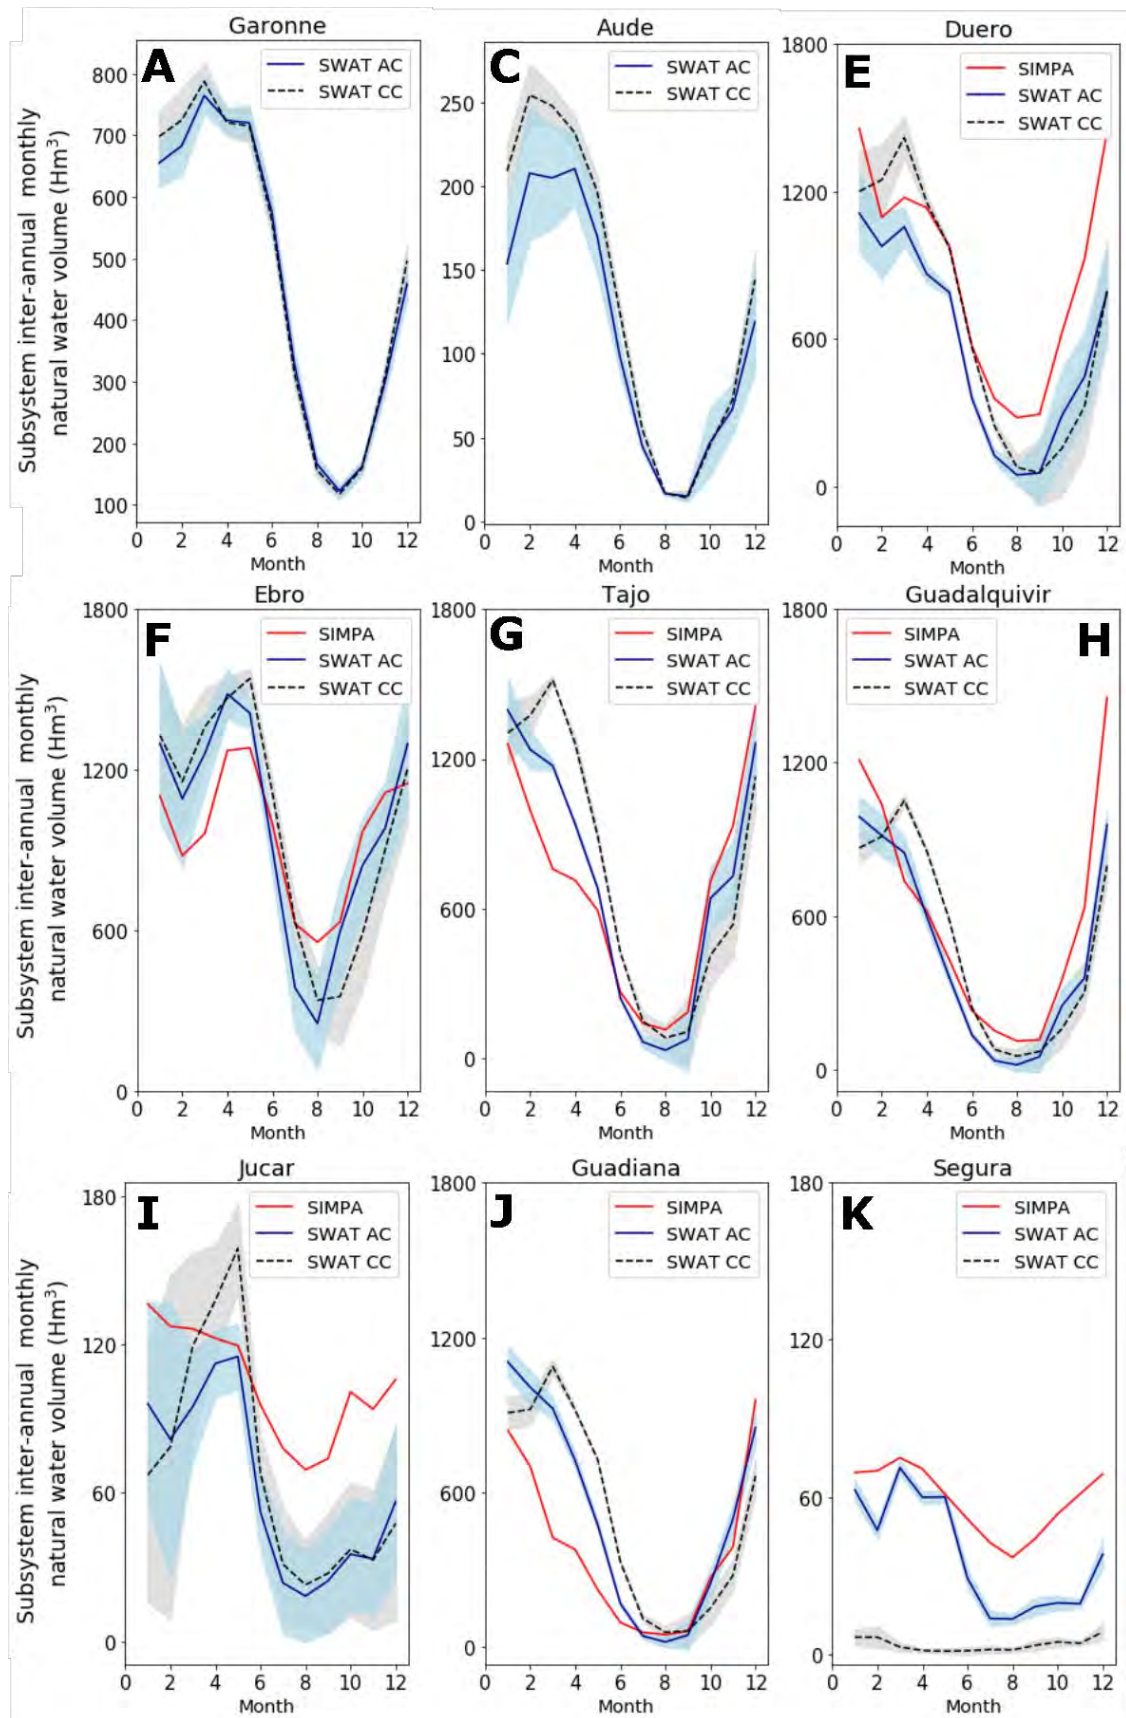 Garonne
A
SWAT AC
SWAT CC
800
700
600
500
400
300
200
100
0 2 4 6 8 10 12
Month
Aude
C
SWAT AC
SWAT CC
250
200
150
100
50
0
0 2 4 6 8 10 12
Month
Duero
E
SIMPA
SWAT AC
SWAT CC
1800
1200
600
0
0 2 4 6 8 10 12
Month
Subsystem inter-annual monthly
natural water volume (Hm³)
Ebro
F
SIMPA
SWAT AC
SWAT CC
1800
1200
600
0
0 2 4 6 8 10 12
Month
Tajo
G
SIMPA
SWAT AC
SWAT CC
1800
1200
600
0
0 2 4 6 8 10 12
Month
Guadalquivir
H
SIMPA
SWAT AC
SWAT CC
1800
1200
600
0
0 2 4 6 8 10 12
Month
Subsystem inter-annual monthly
natural water volume (Hm³)
Jucar
I
SIMPA
SWAT AC
SWAT CC
180
120
60
0
0 2 4 6 8 10 12
Month
Guadiana
J
SIMPA
SWAT AC
SWAT CC
1800
1200
600
0
0 2 4 6 8 10 12
Month
Segura
K
SIMPA
SWAT AC
SWAT CC
180
120
60
0
0 2 4 6 8 10 12
Month
Subsystem inter-annual monthly
natural water volume (Hm³)